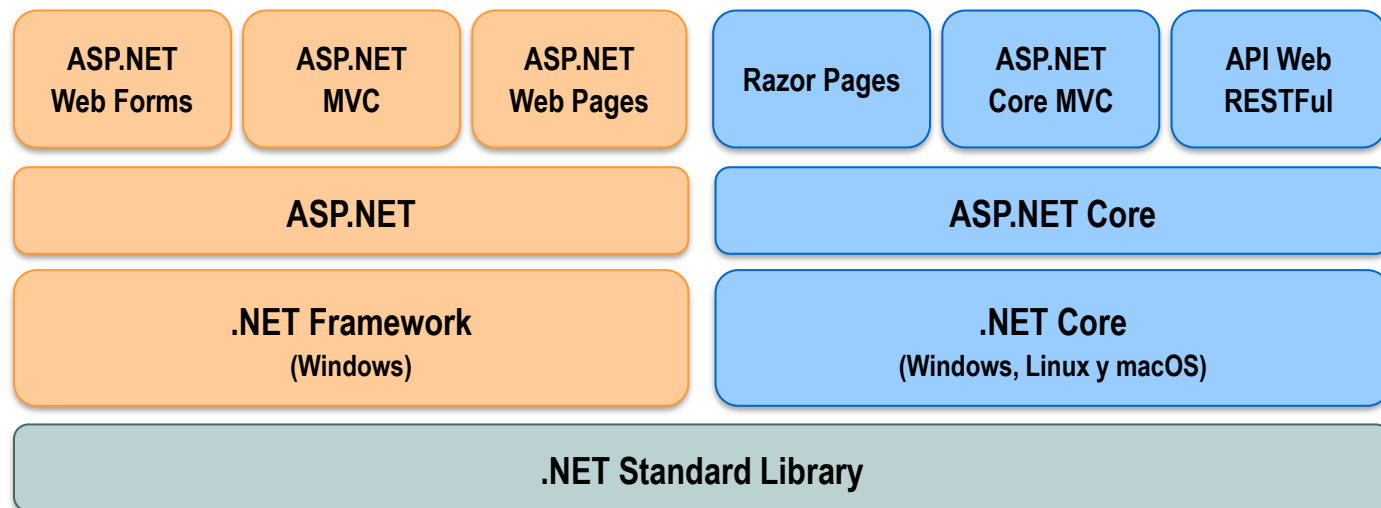 ASP.NET
Web Forms
ASP.NET
MVC
ASP.NET
Web Pages
Razor Pages
ASP.NET
Core MVC
API Web
RESTFul
ASP.NET
ASP.NET Core
.NET Framework
(Windows)
.NET Core
(Windows, Linux y macOS)
.NET Standard Library